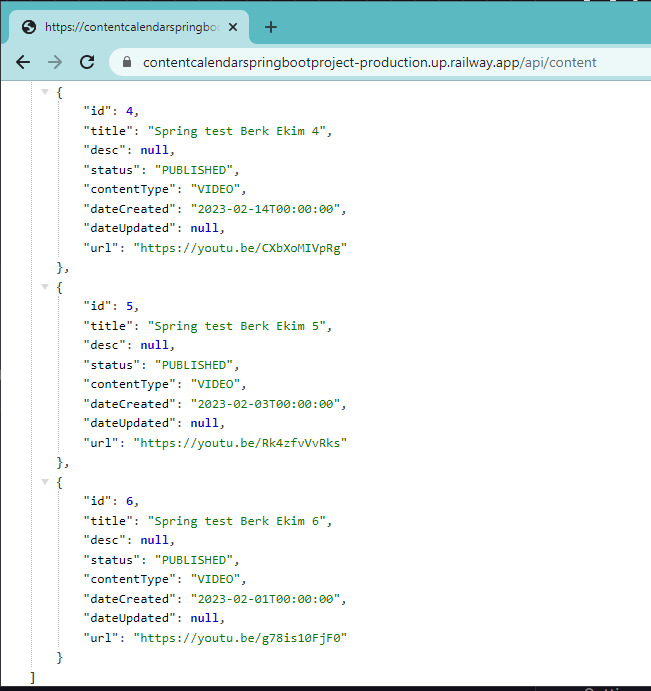 https://contentcalendarspringboo
contentcalendarspringbootproject-production.up.railway.app/api/content
{
"id": 4,
"title": "Spring test Berk Ekim 4",
"desc": null,
"status": "PUBLISHED",
"contentType": "VIDEO",
"dateCreated": "2023-02-14T00:00:00",
"dateUpdated": null,
"url": "https://youtu.be/CXbXoMIVpRg"
},
{
"id": 5,
"title": "Spring test Berk Ekim 5",
"desc": null,
"status": "PUBLISHED",
"contentType": "VIDEO",
"dateCreated": "2023-02-03T00:00:00",
"dateUpdated": null,
"url": "https://youtu.be/Rk4zfvVvRks"
},
{
"id": 6,
"title": "Spring test Berk Ekim 6",
"desc": null,
"status": "PUBLISHED",
"contentType": "VIDEO",
"dateCreated": "2023-02-01T00:00:00",
"dateUpdated": null,
"url": "https://youtu.be/g78is10FjF0"
}
]